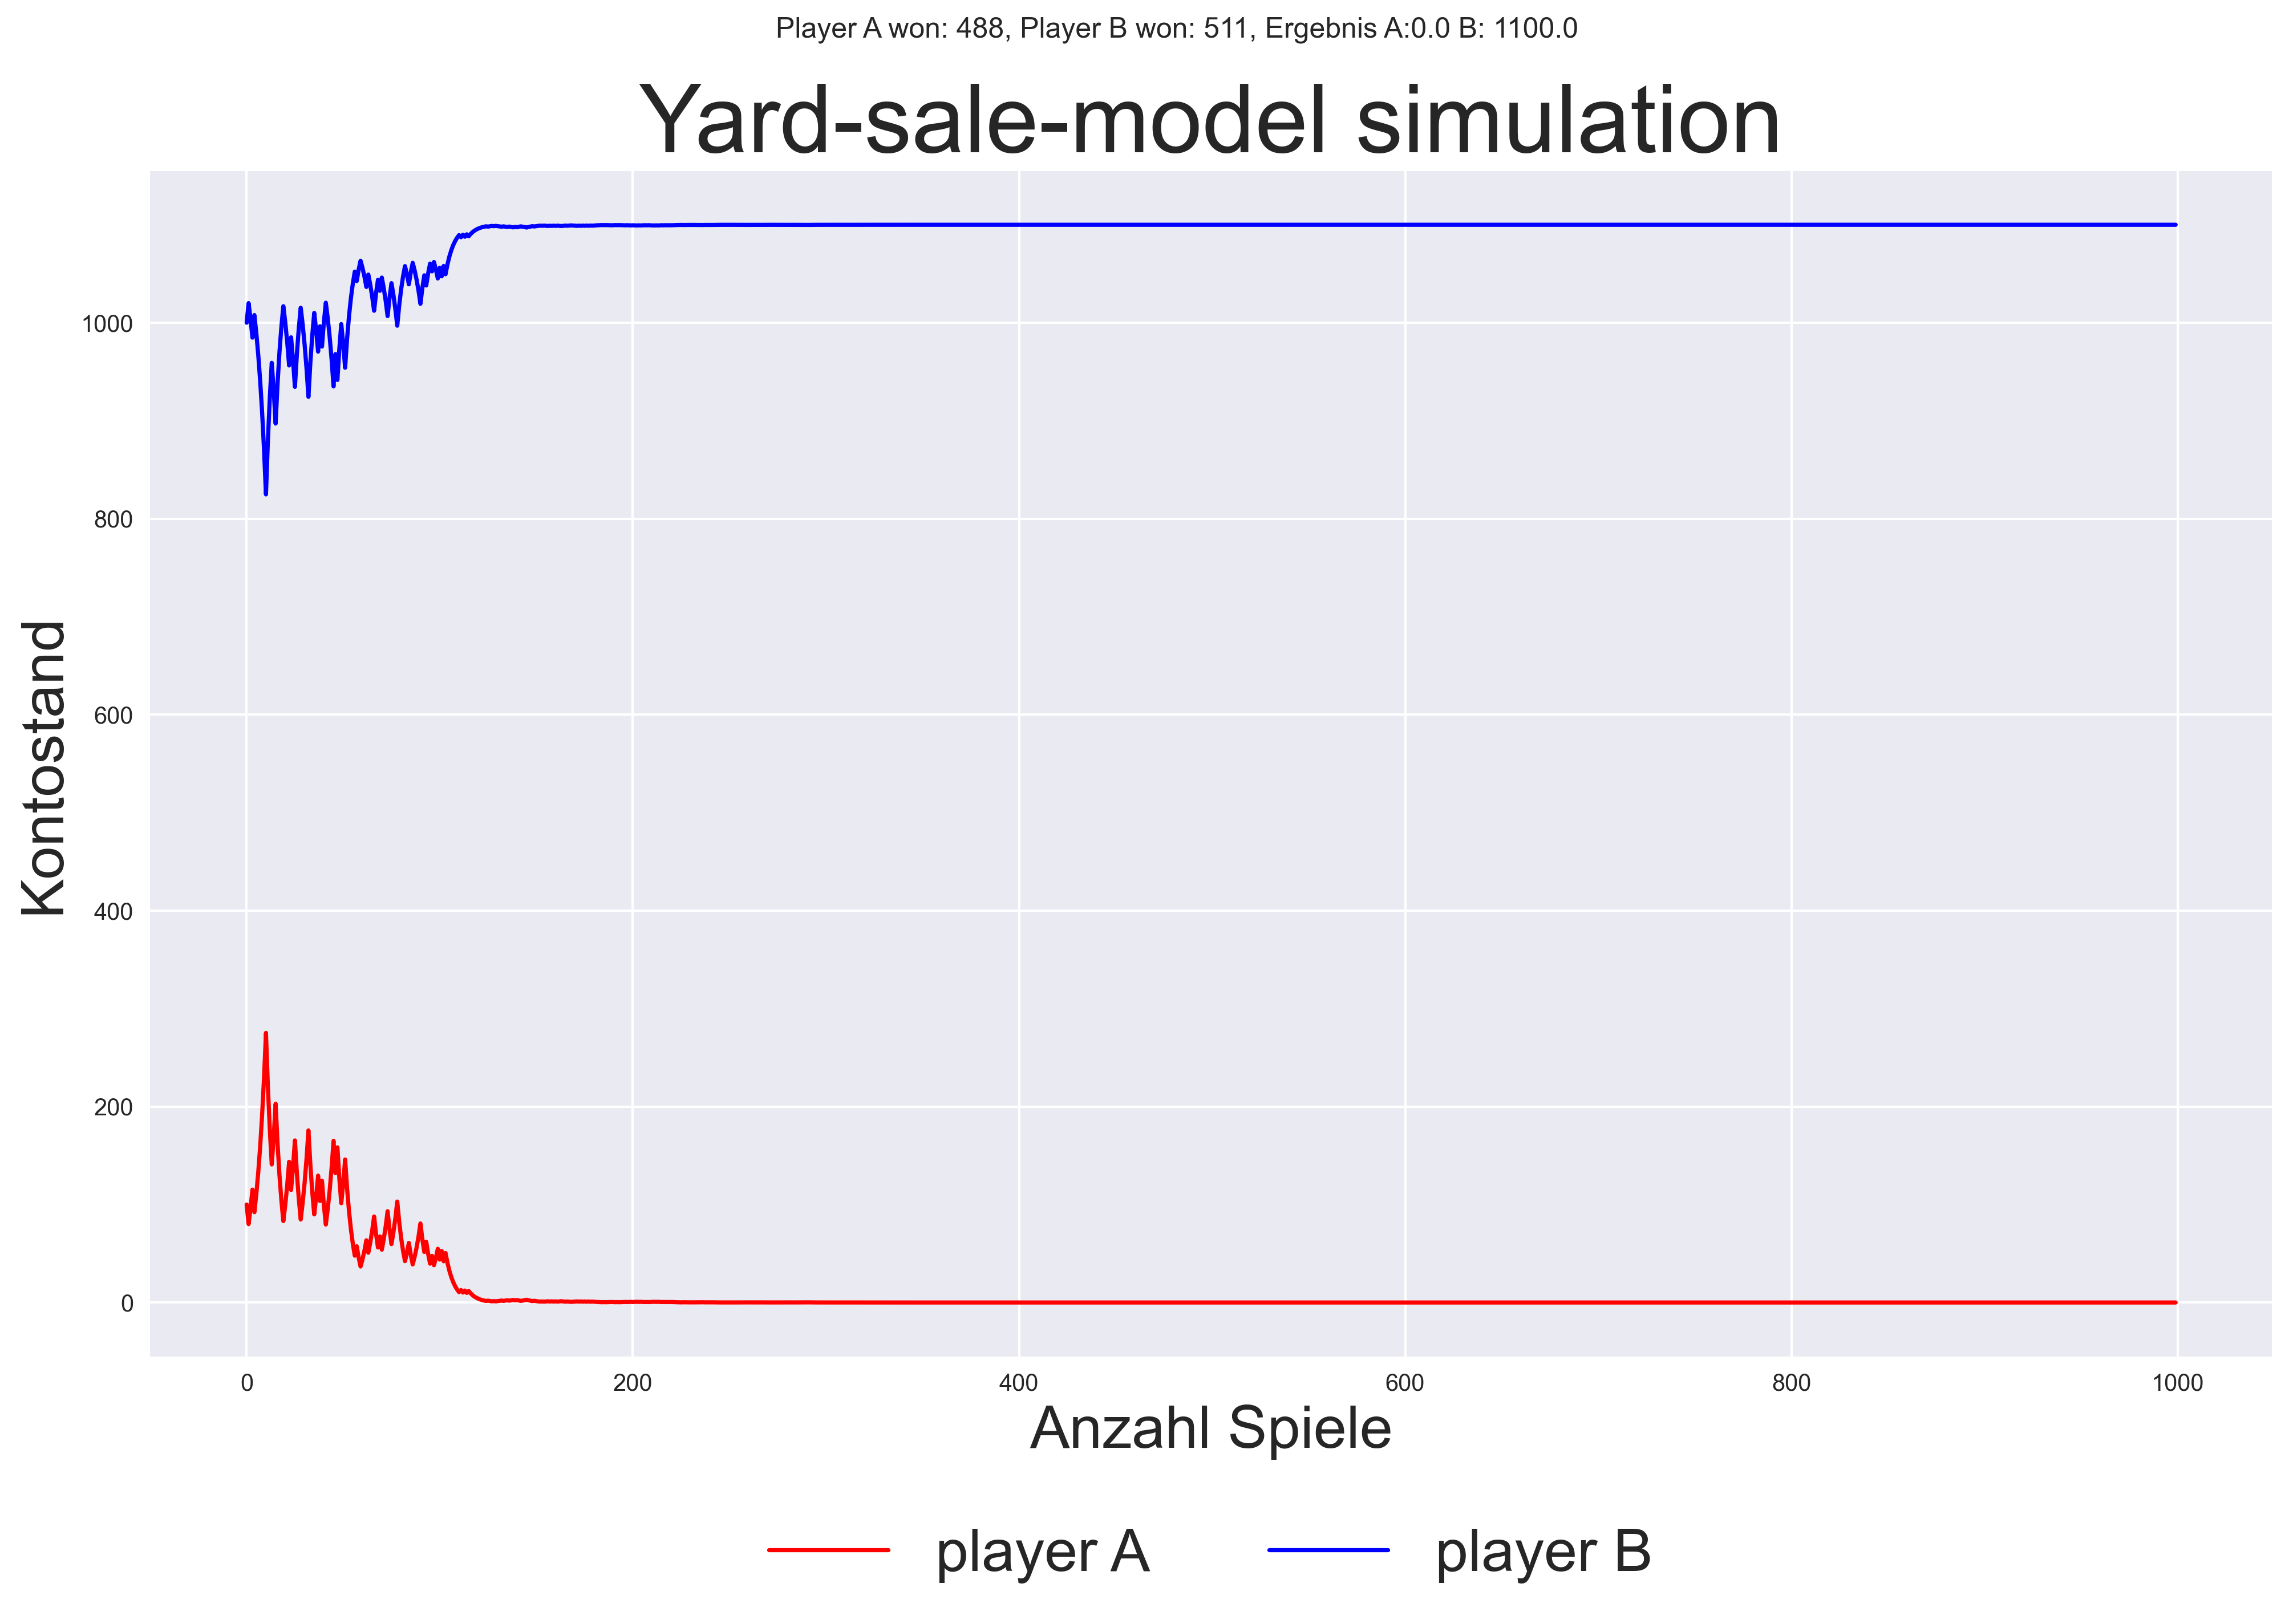 Player A won: 488, Player B won: 511, Ergebnis A:0.0 B: 1100.0
Yard-sale-model simulation
Kontostand
1000
800
600
400
200
0
0 200 400 600 800 1000
Anzahl Spiele
player A player B